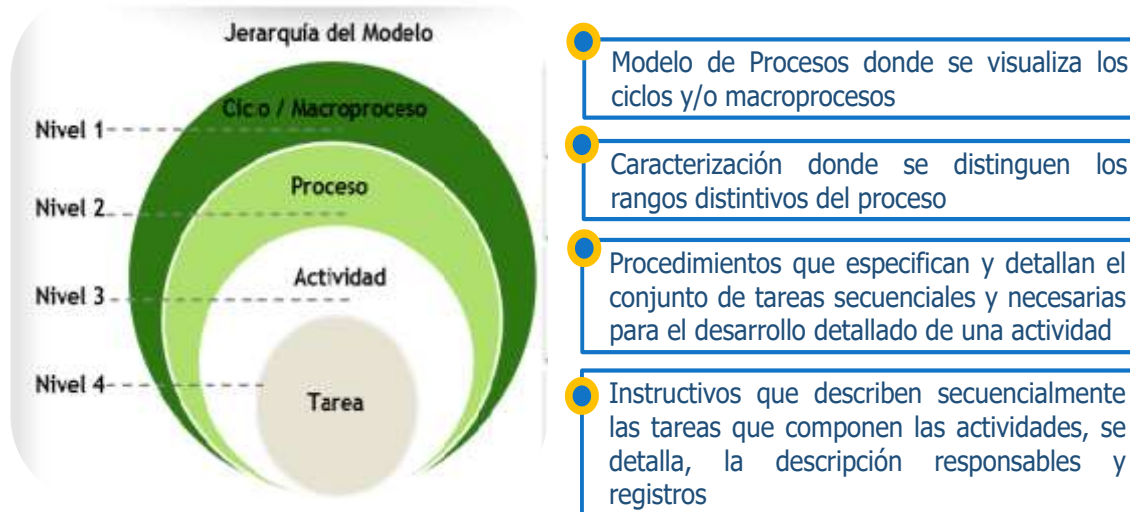 Jerarquía del Modelo
Ciclo / Macroproceso
Nivel 1
Proceso
Nivel 2
Actividad
Nivel 3
Nivel 4
Tarea
Modelo de Procesos donde se visualiza los
ciclos y/o macroprocesos
Caracterización donde se distinguen los
rangos distintivos del proceso
Procedimientos que especifican y detallan el
conjunto de tareas secuenciales y necesarias
para el desarrollo detallado de una actividad
Instructivos que describen secuencialmente
las tareas que componen las actividades, se
detalla, la descripción responsables y
registros